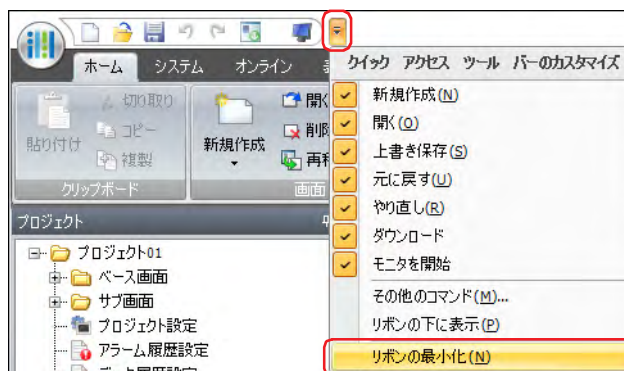 クイック アクセス ツール バーのカスタマイズ
ホーム システム オンライン
新規作成(N)
開く(O)
上書き保存(S)
元に戻す(U)
やり直し(R)
ダウンロード
モニタを開始
その他のコマンド(M)...
リボンの下に表示(P)
リボンの最小化(N)
貼り付け
切り取り
コピー
複製
クリップボード
新規作成
開く
削除
画面
プロジェクト
プロジェクト01
ベース画面
サブ画面
プロジェクト設定
アラーム履歴設定